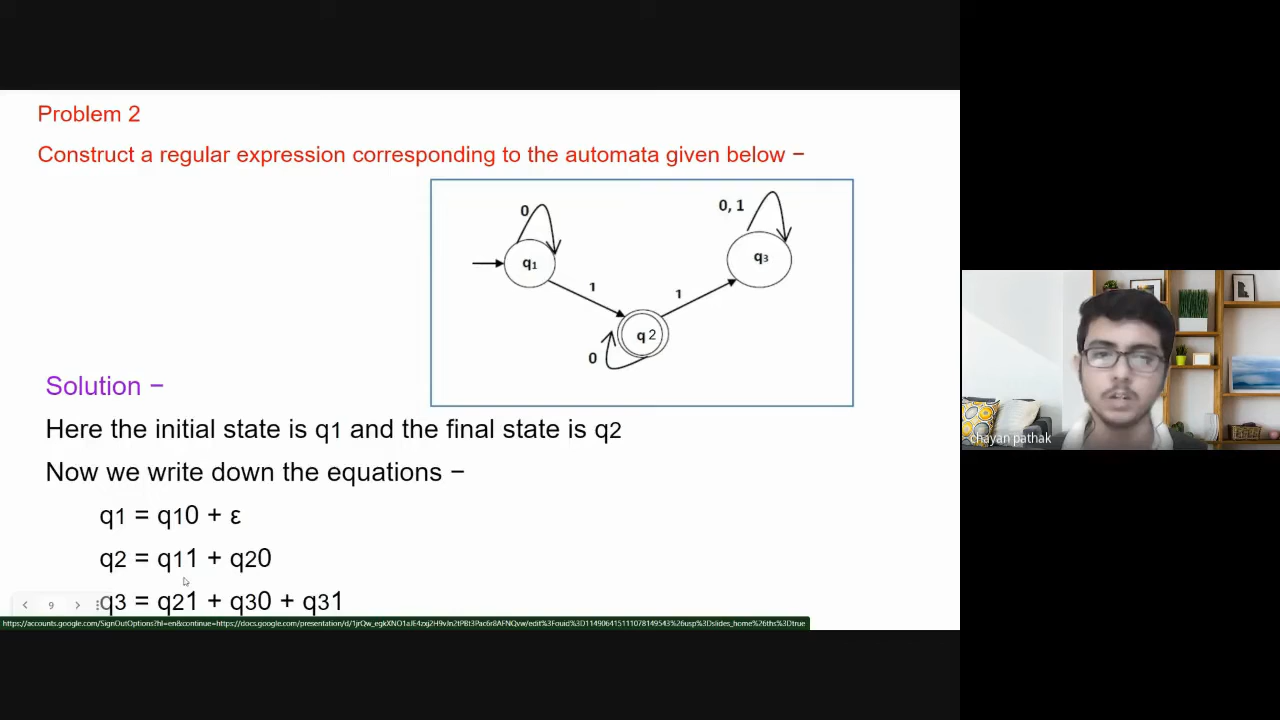 Problem 2
Construct a regular expression corresponding to the automata given below −
0
0, 1
q1
q3
1
1
q 2
0
Solution −
Here the initial state is q1 and the final state is q2
Now we write down the equations −
q1 = q10 + ε
q2 = q11 + q20
q3 = q21 + q30 + q31
9
chayan pathak